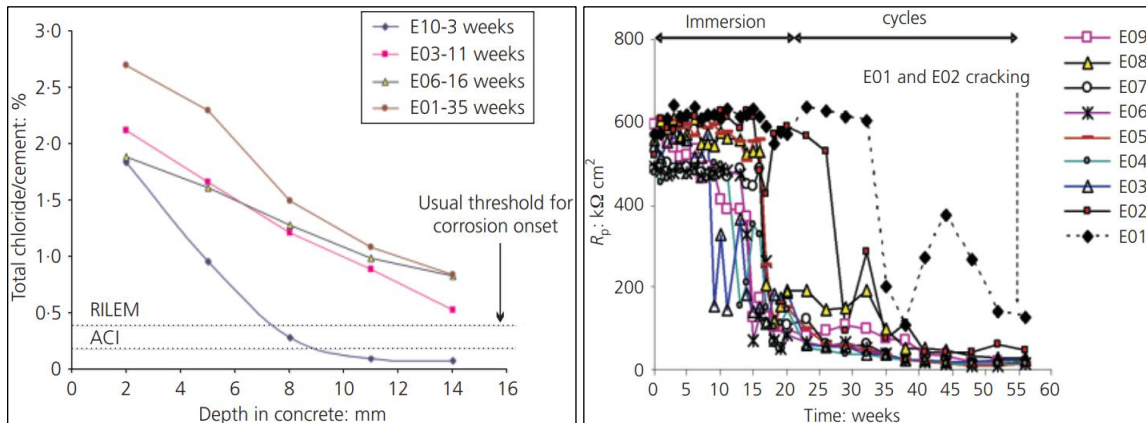 3·0
2·5
2·0
1·5
1·0
0·5
0
0 2 4 6 8 10 12 14 16
Total chloride/cement: %
Depth in concrete: mm
E10-3 weeks
E03-11 weeks
E06-16 weeks
E01-35 weeks
Usual threshold for
corrosion onset
RILEM
ACI
Immersion
cycles
800
600
400
200
0
0 5 10 15 20 25 30 35 40 45 50 55 60
Rp: kΩ cm2
Time: weeks
E01 and E02 cracking
E09
E08
E07
E06
E05
E04
E03
E02
E01